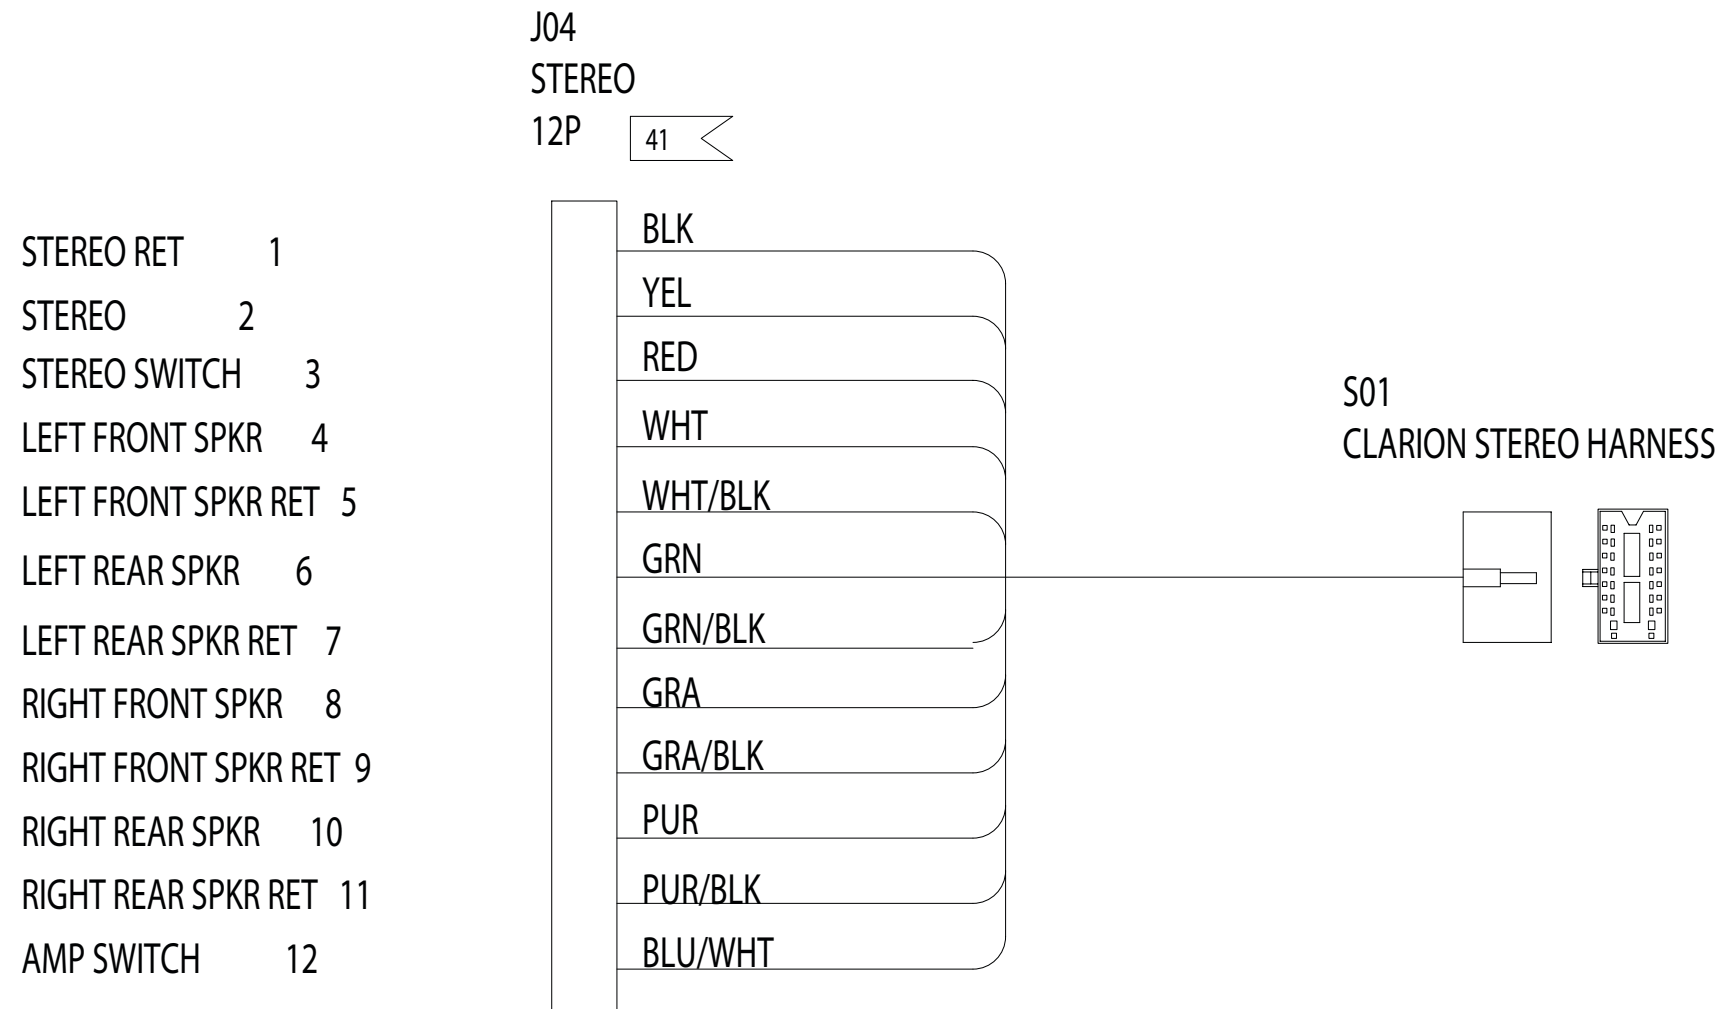 J04
STEREO
12P
41
STEREO RET 1
BLK
STEREO 2
YEL
STEREO SWITCH 3
RED
LEFT FRONT SPKR 4
WHT
LEFT FRONT SPKR RET 5
WHT/BLK
LEFT REAR SPKR 6
GRN
LEFT REAR SPKR RET 7
GRN/BLK
RIGHT FRONT SPKR 8
GRA
RIGHT FRONT SPKR RET 9
GRA/BLK
RIGHT REAR SPKR 10
PUR
RIGHT REAR SPKR RET 11
PUR/BLK
AMP SWITCH 12
BLU/WHT
S01
CLARION STEREO HARNESS